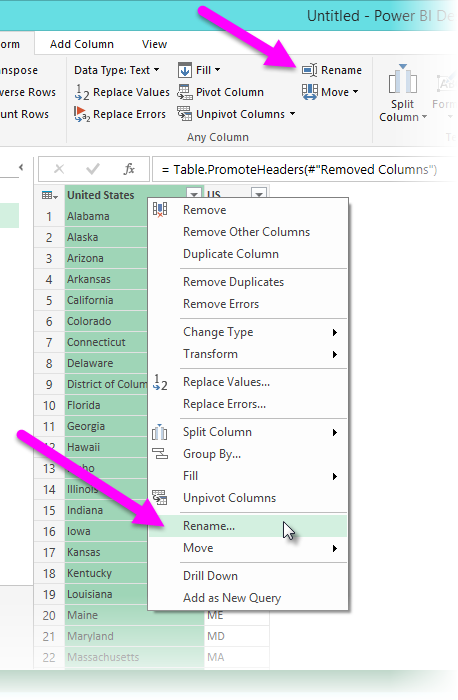 Untitled - Power BI De
orm Add Column View
nspose Data Type: Text Fill Rename
verse Rows Replace Values Pivot Column Move Split Column
unt Rows Replace Errors Unpivot Columns
Any Column
fx = Table.PromoteHeaders(#"Removed Columns")
United States US
1 Alabama
2 Alaska
3 Arizona
4 Arkansas
5 California
6 Colorado
7 Connecticut
8 Delaware
9 District of Colum
10 Florida
11 Georgia
12 Hawaii
13 ho
14 Illinois
15 Indiana
16 Iowa
17 Kansas
18 Kentucky
19 Louisiana
20 Maine ME
21 Maryland MD
22 Massachusetts MA
Remove
Remove Other Columns
Duplicate Column
Remove Duplicates
Remove Errors
Change Type
Transform
Replace Values...
Replace Errors...
Split Column
Group By...
Fill
Unpivot Columns
Rename...
Move
Drill Down
Add as New Query